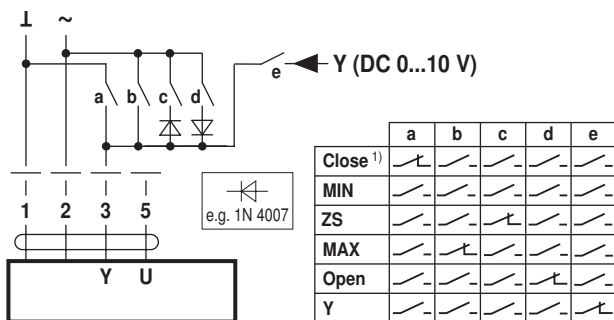 ⊥ ~
e Y (DC 0...10 V)
a b c d
e.g. 1N 4007
1 2 3 5
Y U
a b c d e
Close 1)
MIN
ZS
MAX
Open
Y